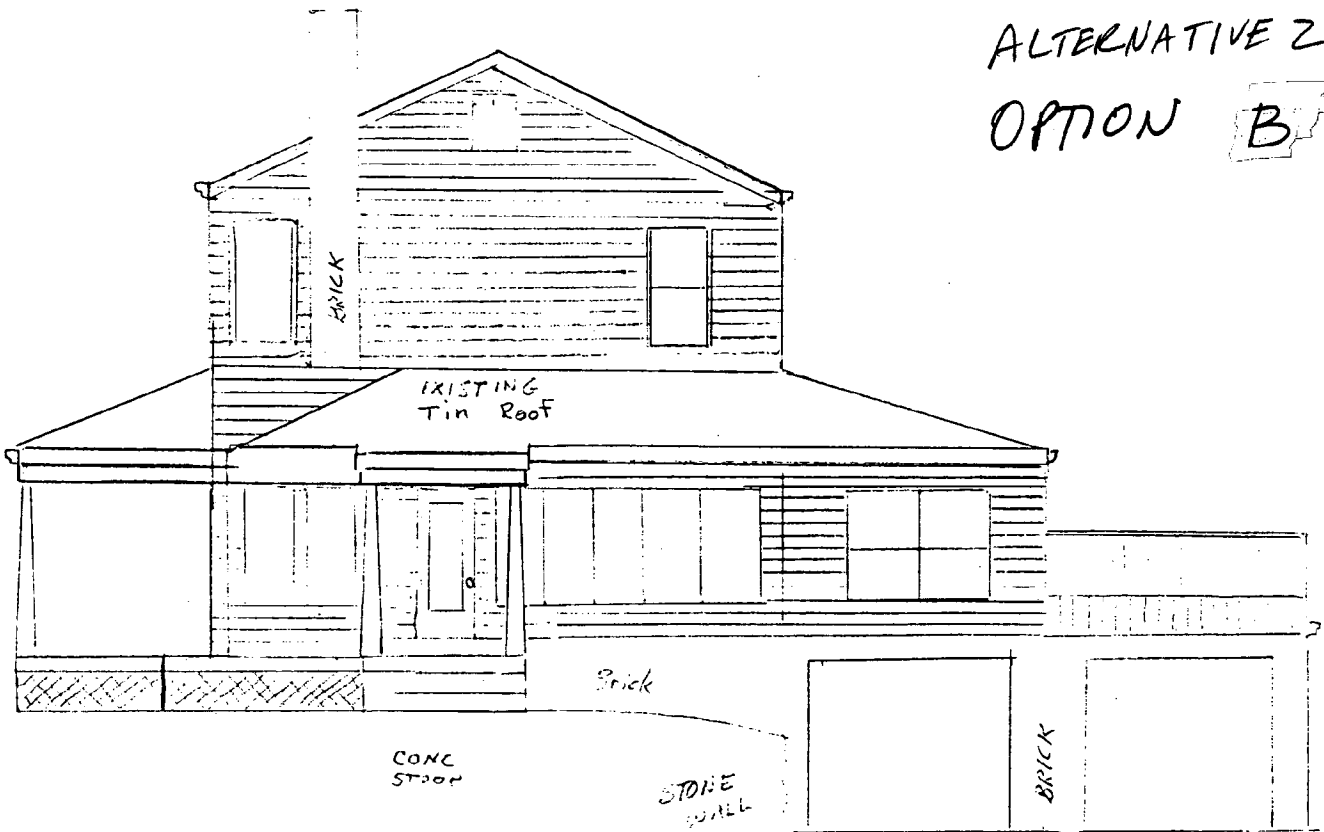 ALTERNATIVE 2
OPTION B
BRICK
EXISTING
Tin Roof
Brick
CONC
STOOP
STONE
WALL
BRICK